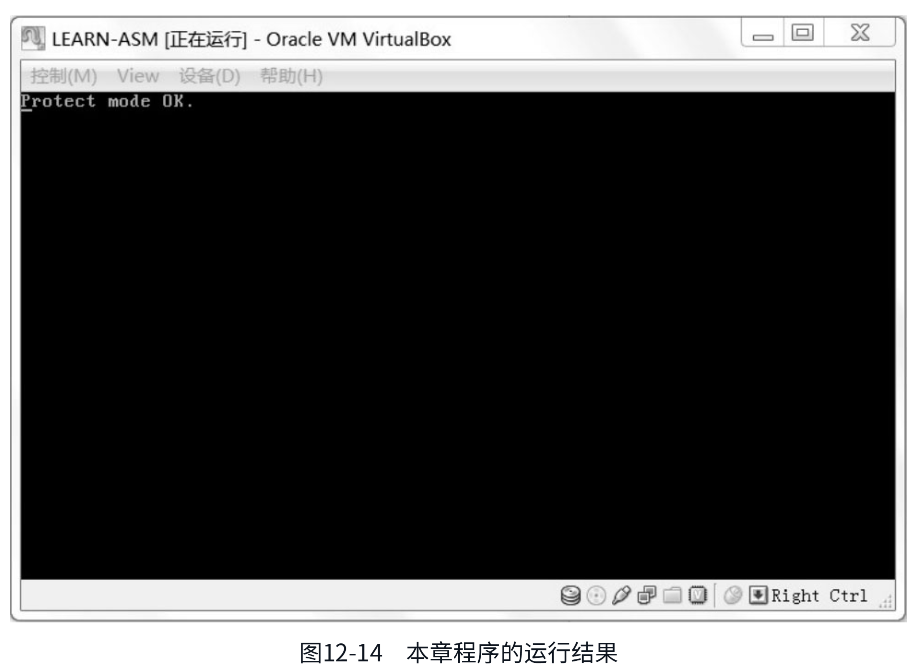 LEARN-ASM [正在运行] - Oracle VM VirtualBox
控制(M) View 设备(D) 帮助(H)
Protect mode OK.
Right Ctrl
图12-14 本章程序的运行结果